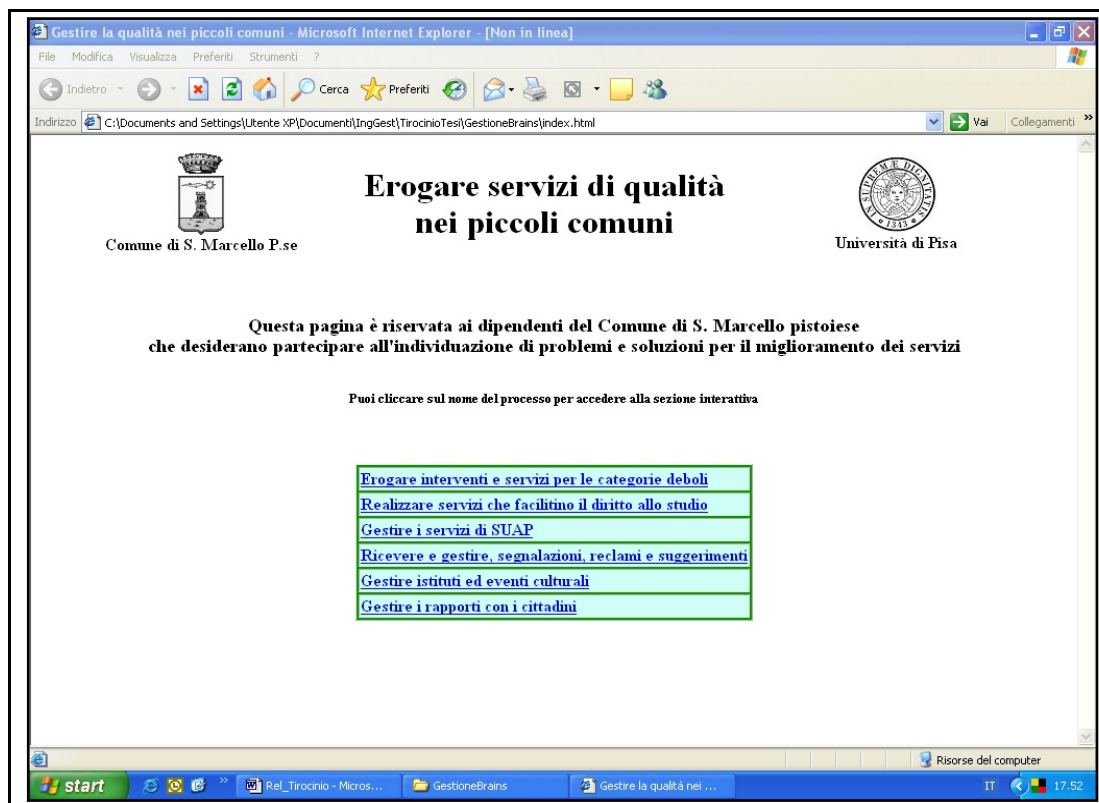 Gestire la qualità nei piccoli comuni - Microsoft Internet Explorer - [Non in linea]
File Modifica Visualizza Preferiti Strumenti ?
Indietro Cerca Preferiti
Indirizzo C:\Documents and Settings\Utente XP\Documenti\IngGest\TirocinioTesi\GestioneBrains\index.html Vai Collegamenti »
Erogare servizi di qualità
nei piccoli comuni
IN SUPREMÆ DIGNITATIS
1343
Comune di S. Marcello P.se
Università di Pisa
Questa pagina è riservata ai dipendenti del Comune di S. Marcello pistoiese
che desiderano partecipare all'individuazione di problemi e soluzioni per il miglioramento dei servizi
Puoi cliccare sul nome del processo per accedere alla sezione interattiva
Erogare interventi e servizi per le categorie deboli
Realizzare servizi che facilitino il diritto allo studio
Gestire i servizi di SUAP
Ricevere e gestire, segnalazioni, reclami e suggerimenti
Gestire istituti ed eventi culturali
Gestire i rapporti con i cittadini
Risorse del computer
start » Rel_Tirocinio - Micros... GestioneBrains Gestire la qualità nei ... IT 17.52